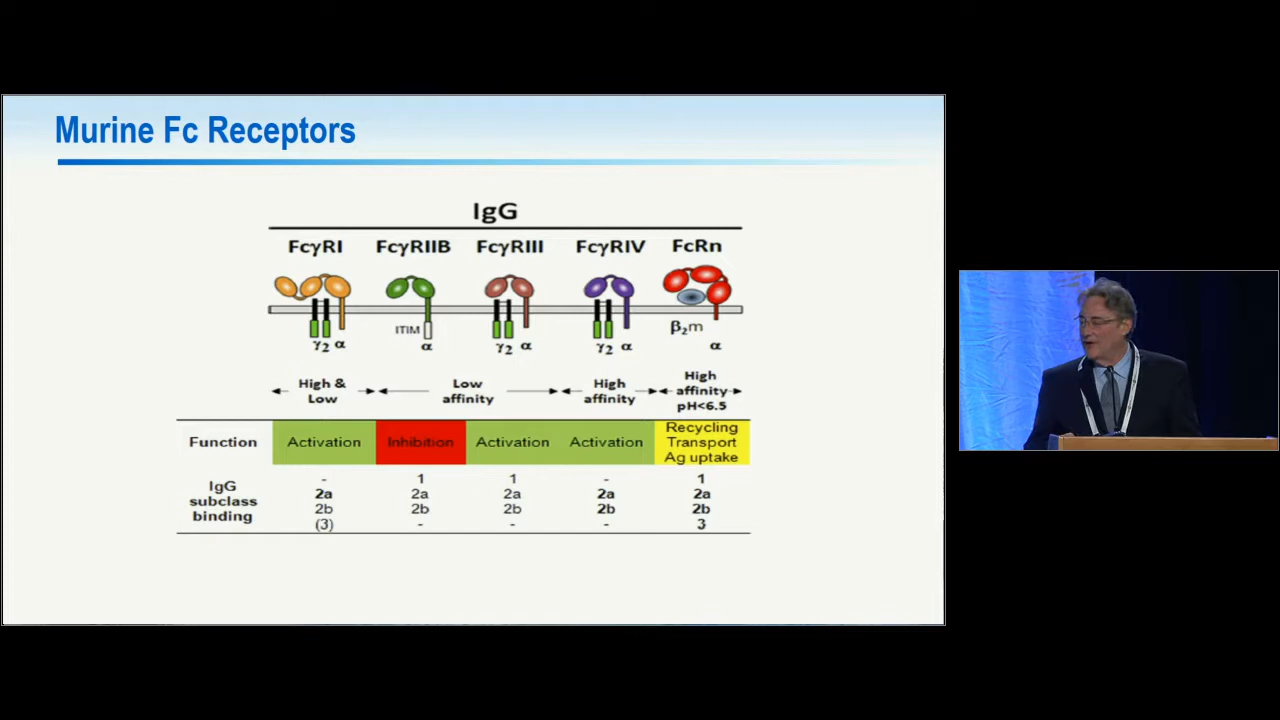 Murine Fc Receptors
IgG
FcγRI FcγRIIB FcγRIII FcγRIV FcRn
ITIM β₂m
γ₂ α α γ₂ α γ₂ α α
High & Low Low affinity High affinity High affinity pH<6.5
Function Activation Inhibition Activation Activation Recycling Transport Ag uptake
IgG subclass binding
- 1 1 - 1
2a 2a 2a 2a 2a
2b 2b 2b 2b 2b
(3) - - - 3